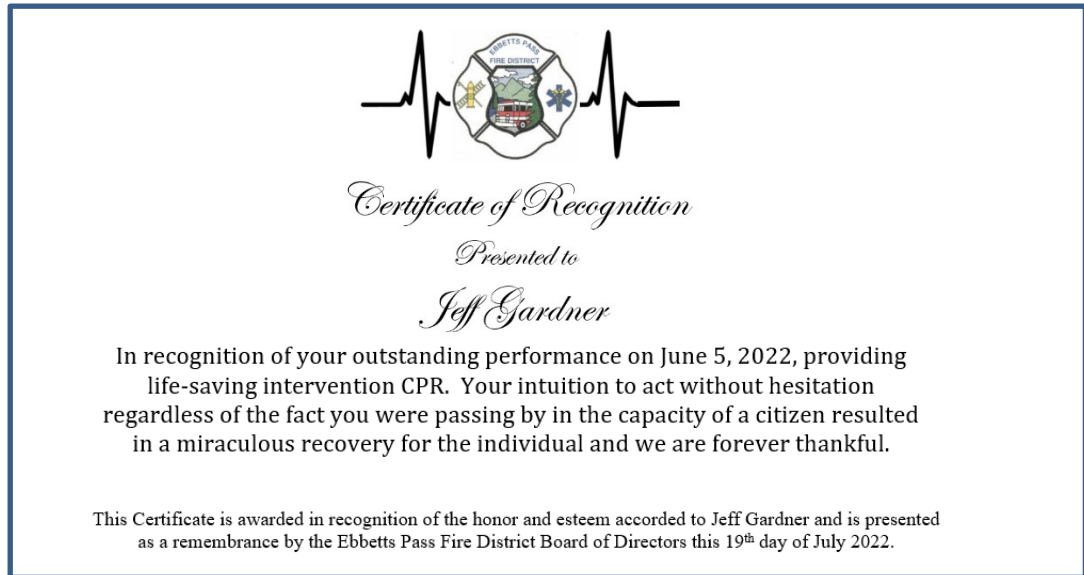 EBBETTS PASS
FIRE DISTRICT
Certificate of Recognition
Presented to
Jeff Gardner
In recognition of your outstanding performance on June 5, 2022, providing
life-saving intervention CPR.  Your intuition to act without hesitation
regardless of the fact you were passing by in the capacity of a citizen resulted
in a miraculous recovery for the individual and we are forever thankful.
This Certificate is awarded in recognition of the honor and esteem accorded to Jeff Gardner and is presented
as a remembrance by the Ebbetts Pass Fire District Board of Directors this 19th day of July 2022.